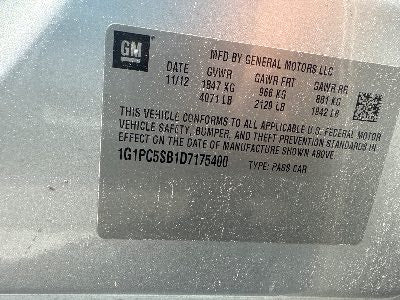 GM
MFD BY GENERAL MOTORS LLC
DATE GVWR GAWR FRT GAWR RR
11/12 1847 KG 966 KG 881 KG
4071 LB 2129 LB 1942 LB
THIS VEHICLE CONFORMS TO ALL APPLICABLE U.S. FEDERAL MOTOR
VEHICLE SAFETY, BUMPER, AND THEFT PREVENTION STANDARDS IN
EFFECT ON THE DATE OF MANUFACTURE SHOWN ABOVE.
1G1PC5SB1D7175400 TYPE: PASS CAR